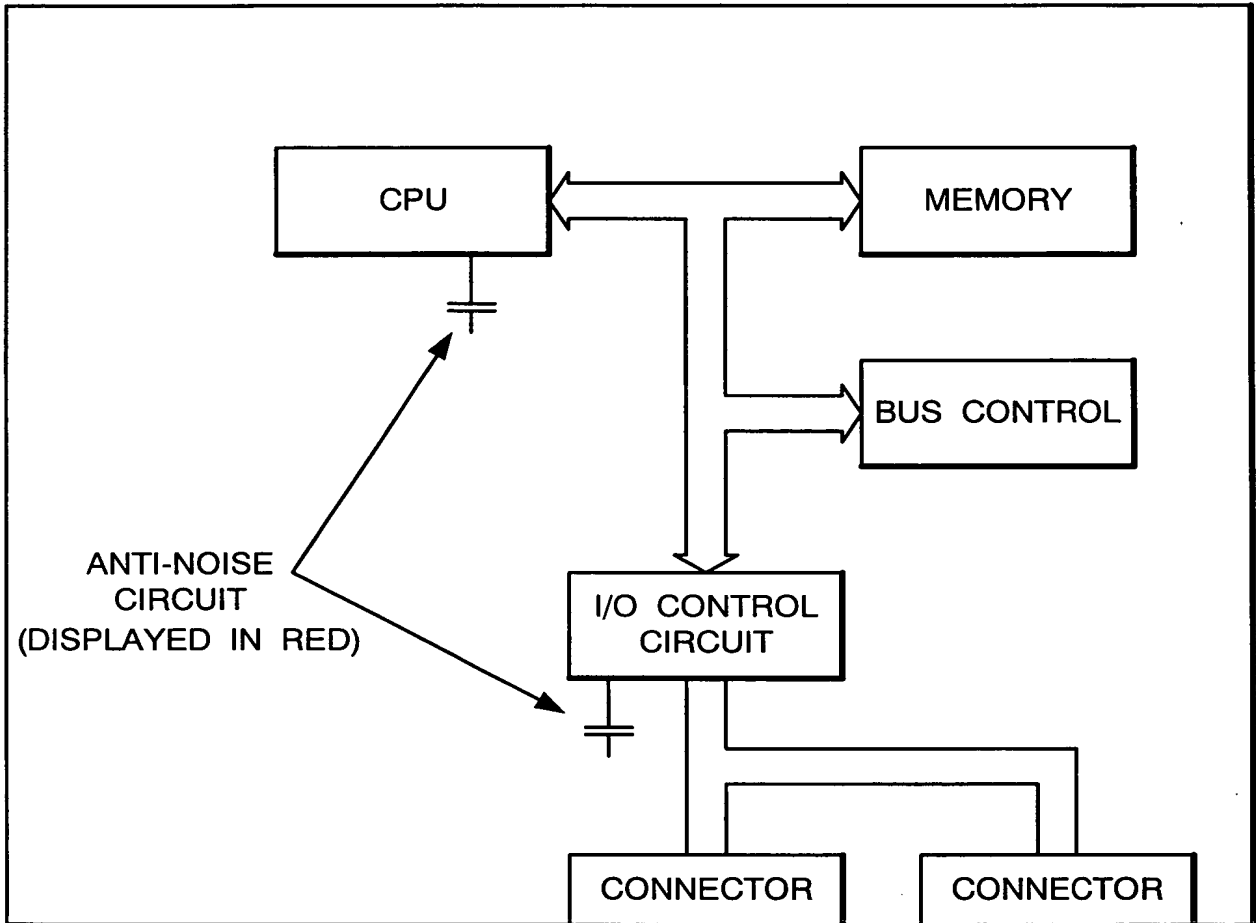 CPU
MEMORY
BUS CONTROL
ANTI-NOISE
CIRCUIT
(DISPLAYED IN RED)
I/O CONTROL
CIRCUIT
CONNECTOR
CONNECTOR